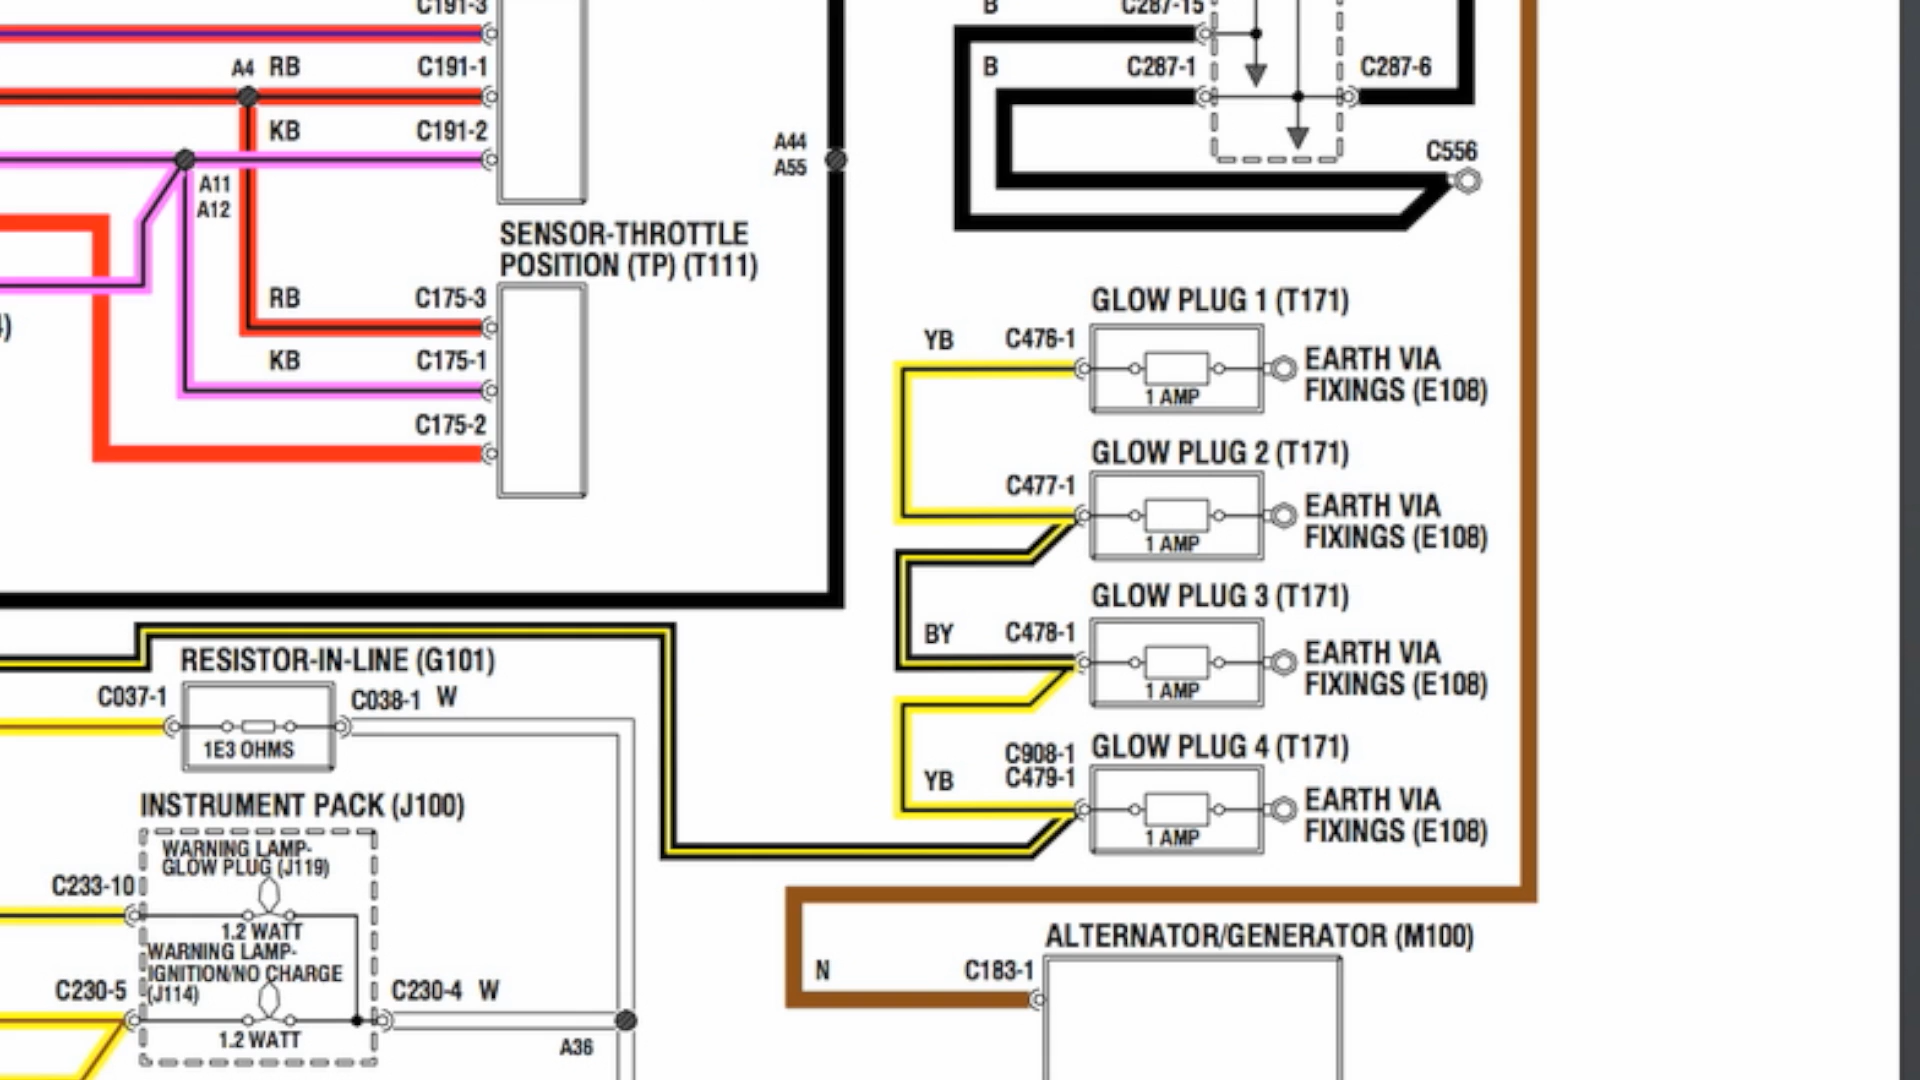 C191-3
A4 RB C191-1
KB C191-2
A11
A12
SENSOR-THROTTLE
POSITION (TP) (T111)
RB C175-3
KB C175-1
C175-2
A44
A55
B C287-15
B C287-1 C287-6
C556
GLOW PLUG 1 (T171)
YB C476-1
1 AMP
EARTH VIA
FIXINGS (E108)
GLOW PLUG 2 (T171)
C477-1
1 AMP
EARTH VIA
FIXINGS (E108)
GLOW PLUG 3 (T171)
BY C478-1
1 AMP
EARTH VIA
FIXINGS (E108)
GLOW PLUG 4 (T171)
C908-1
YB C479-1
1 AMP
EARTH VIA
FIXINGS (E108)
RESISTOR-IN-LINE (G101)
C037-1 C038-1 W
1E3 OHMS
INSTRUMENT PACK (J100)
WARNING LAMP-
GLOW PLUG (J119)
C233-10
1.2 WATT
WARNING LAMP-
IGNITION/NO CHARGE
(J114)
C230-5 C230-4 W
1.2 WATT
A36
ALTERNATOR/GENERATOR (M100)
N C183-1